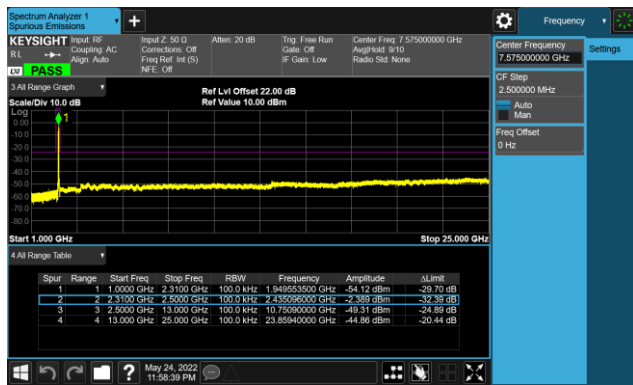 Spectrum Analyzer 1
Spurious Emissions
Frequency
KEYSIGHT Input: RF Input Z: 50 Ω Atten: 20 dB Trig: Free Run Center Freq: 7.575000000 GHz
RL Coupling: AC Corrections: Off Gate: Off Avg|Hold: 9/10
Align: Auto Freq Ref: Int (S) IF Gain: Low Radio Std: None
NFE: Off
LXI PASS
Center Frequency
7.575000000 GHz
Settings
CF Step
2.500000 MHz
Auto
Man
Freq Offset
0 Hz
3 All Range Graph
Ref Lvl Offset 22.00 dB
Scale/Div 10.0 dB Ref Value 10.00 dBm
Log
1
0.00
-10.0
-20.0
-30.0
-40.0
-50.0
-60.0
-70.0
-80.0
Start 1.000 GHz Stop 25.000 GHz
4 All Range Table
Spur Range Start Freq Stop Freq RBW Frequency Amplitude ΔLimit
1 1 1.0000 GHz 2.3100 GHz 100.0 kHz 1.949553500 GHz -54.12 dBm -29.70 dB
2 2 2.3100 GHz 2.5000 GHz 100.0 kHz 2.435096000 GHz -2.389 dBm -32.39 dB
3 3 2.5000 GHz 13.000 GHz 100.0 kHz 10.75090000 GHz -49.31 dBm -24.89 dB
4 4 13.000 GHz 25.000 GHz 100.0 kHz 23.85940000 GHz -44.86 dBm -20.44 dB
? May 24, 2022
11:58:39 PM